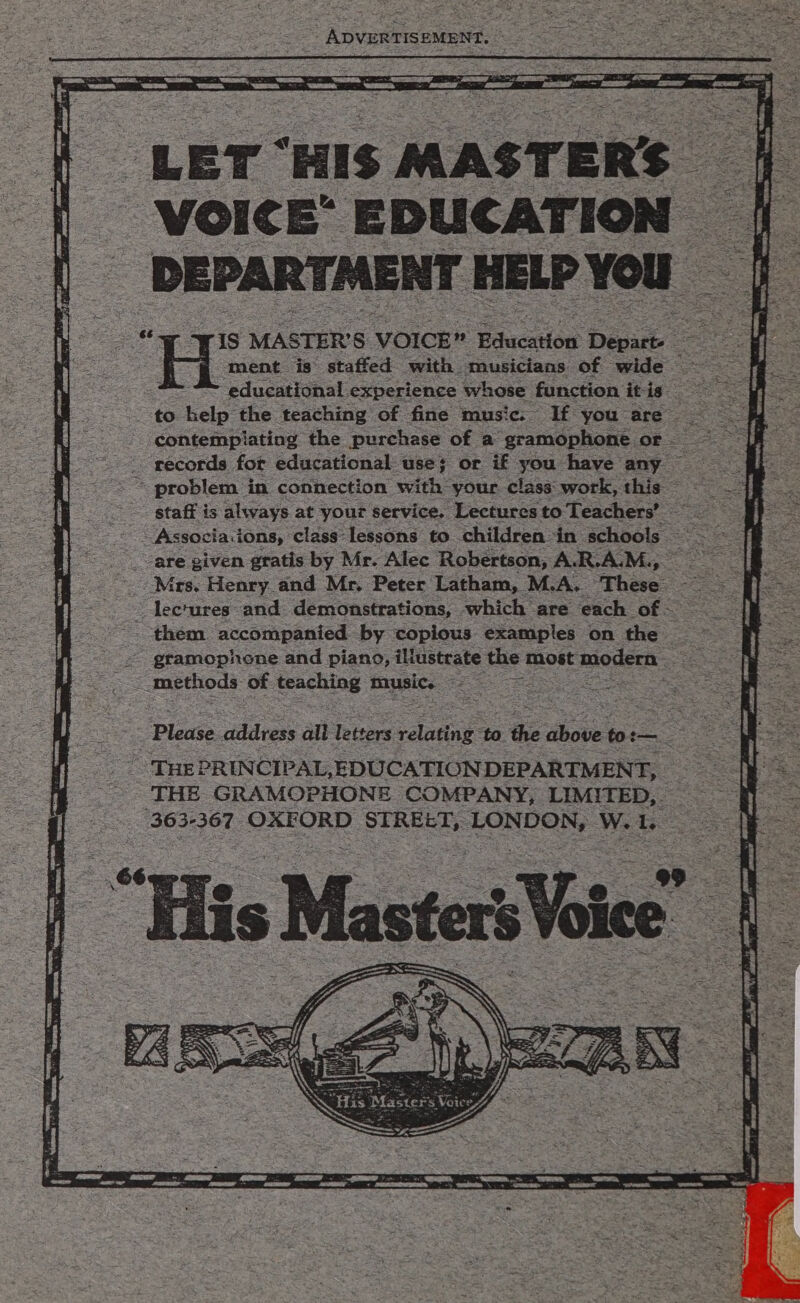 ADVERTISEMENT.
LET "HIS MASTER'S
VOICE" EDUCATION
DEPARTMENT HELP YOU
"HIS MASTER'S VOICE" Education Depart-
ment is staffed with musicians of wide
educational experience whose function it is
to help the teaching of fine music. If you are
contemplating the purchase of a gramophone or
records for educational use; or if you have any
problem in connection with your class work, this
staff is always at your service. Lectures to Teachers'
Associations, class lessons to children in schools
are given gratis by Mr. Alec Robertson, A.R.A.M.,
Mrs. Henry and Mr. Peter Latham, M.A. These
lectures and demonstrations, which are each of
them accompanied by copious examples on the
gramophone and piano, illustrate the most modern
methods of teaching music.
Please address all letters relating to the above to:—
THE PRINCIPAL, EDUCATION DEPARTMENT,
THE GRAMOPHONE COMPANY, LIMITED,
363-367 OXFORD STREET, LONDON, W. 1.
"His Master's Voice"
"His Master's Voice"